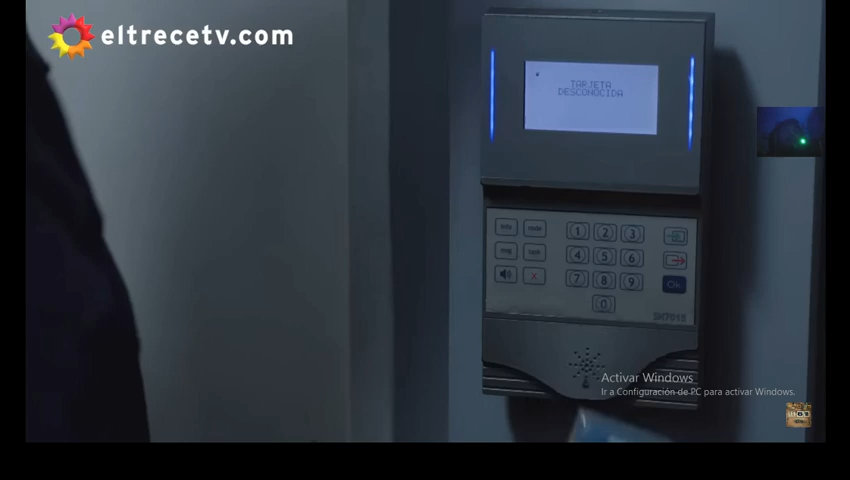 eltrecetv.com
TARJETA
DESCONOCIDA
info
1
2
3
4
5
6
7
8
9
0
Ok
Activar Windows
Ir a Configuración de PC para activar Windows.